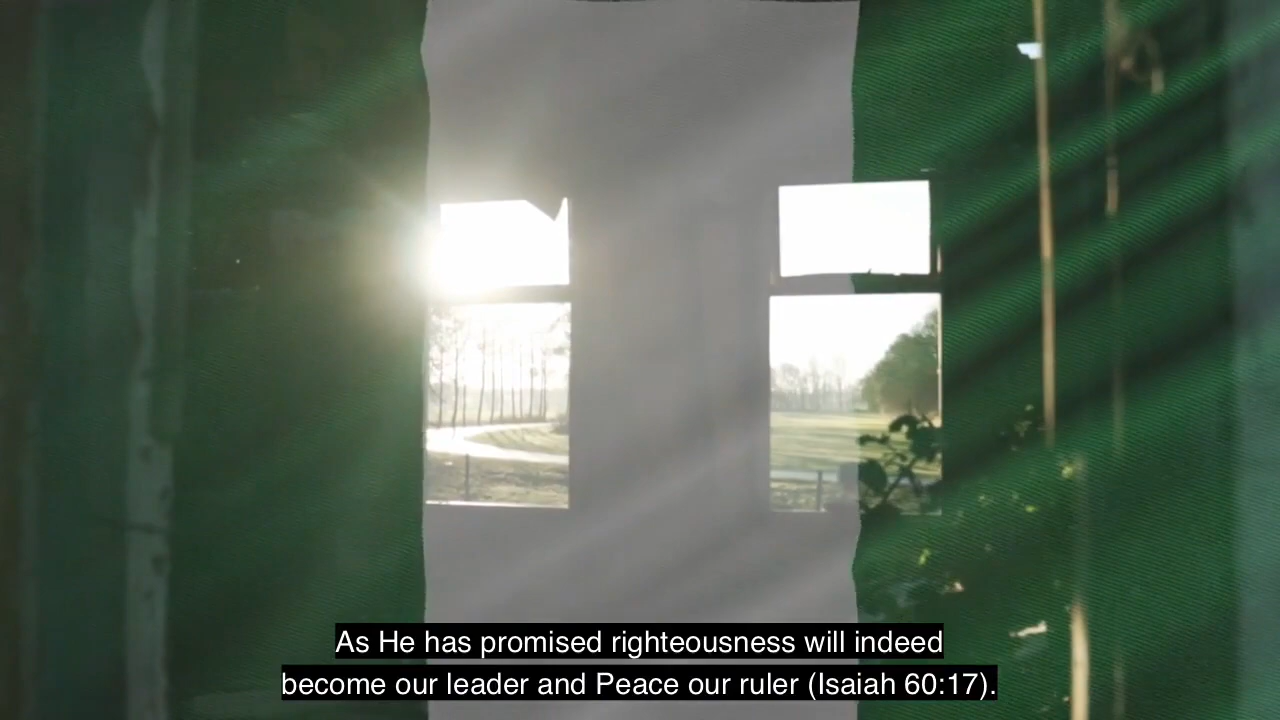 As He has promised righteousness will indeed
become our leader and Peace our ruler (Isaiah 60:17).